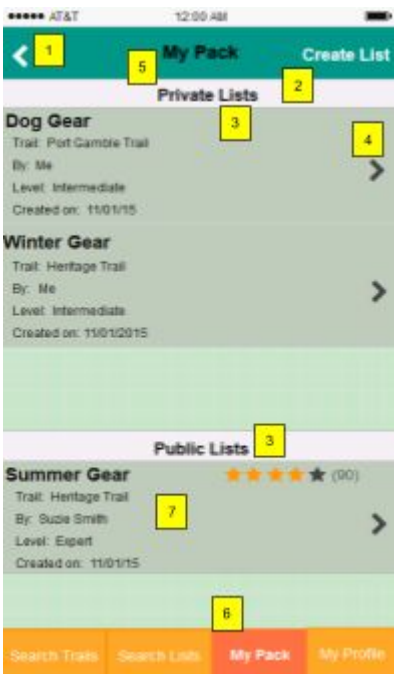 AT&T 12:00 AM
1 5 My Pack Create List
Private Lists 2
3
Dog Gear
Trail: Port Gamble Trail 4
By: Me
Level: Intermediate
Created on: 11/01/15
Winter Gear
Trail: Heritage Trail
By: Me
Level: Intermediate
Created on: 11/01/2015
Public Lists 3
Summer Gear (90)
Trail: Heritage Trail
By: Suzie Smith 7
Level: Expert
Created on: 11/01/15
6
Search Trails Search Lists My Pack My Profile